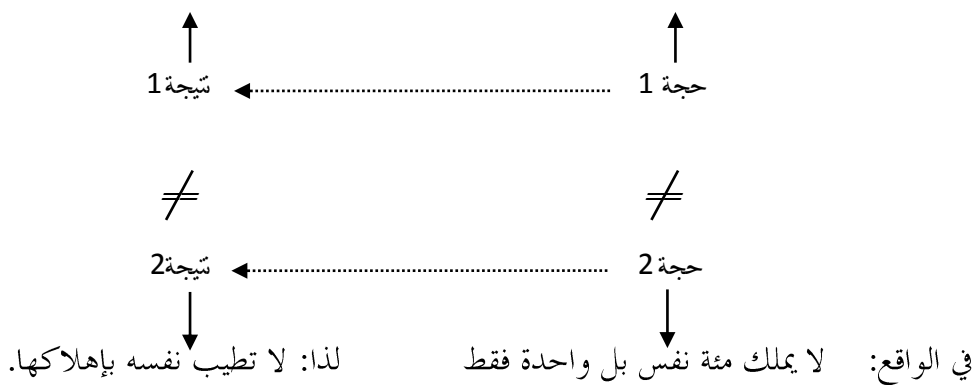 حجة 1 نتيجة1
≠ ≠
حجة 2 نتيجة2
في الواقع: لا يملك مئة نفس بل واحدة فقط لذا: لا تطيب نفسه بإهلاكها.